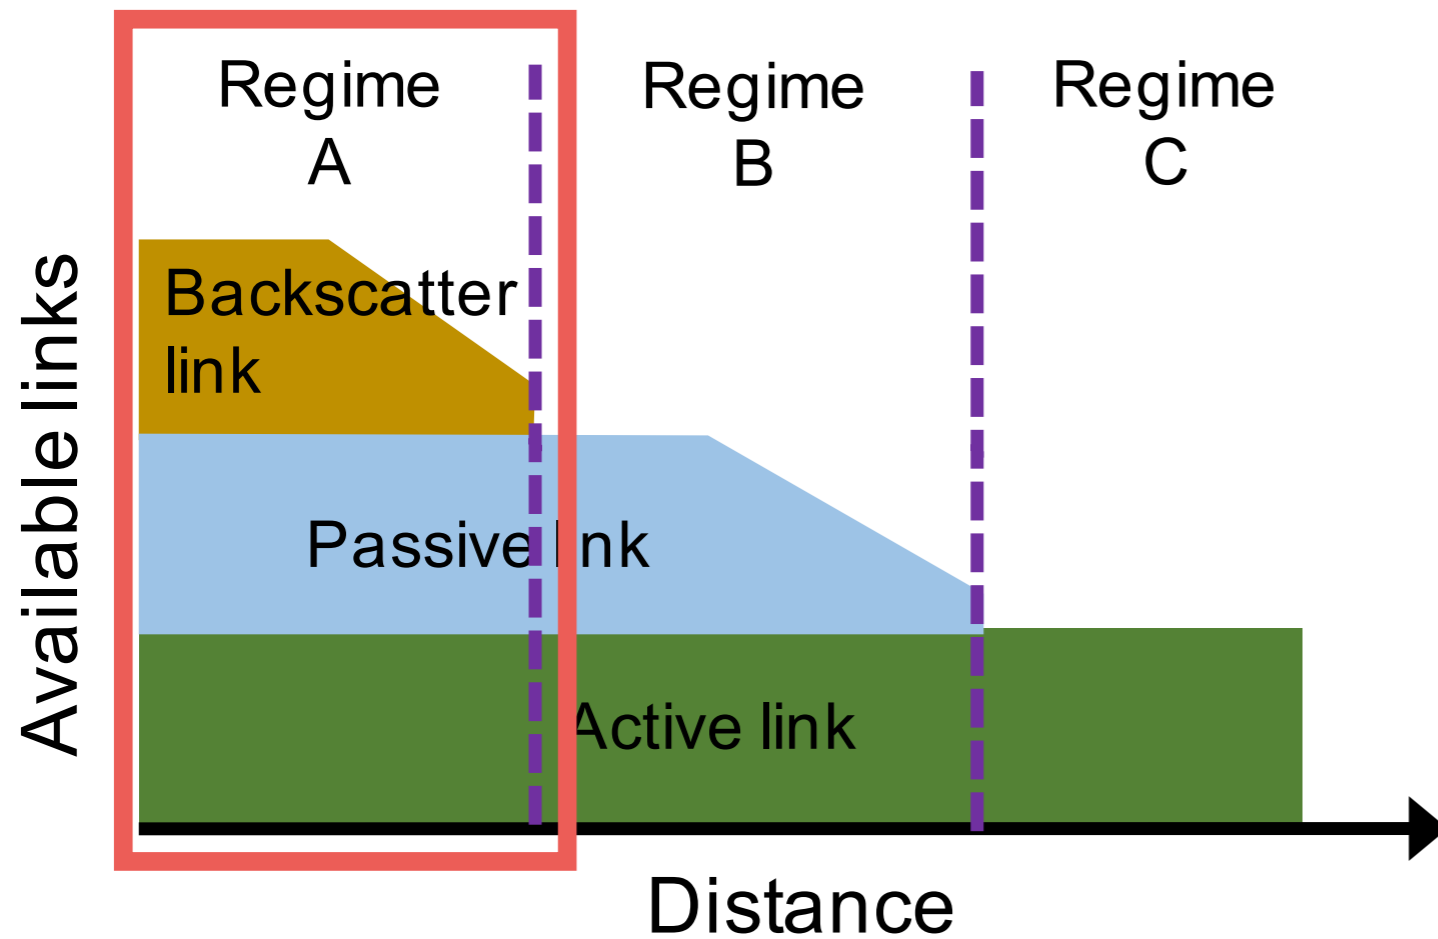 Regime
A
Regime
B
Regime
C
Available links
Backscatter
link
Passive link
Active link
Distance